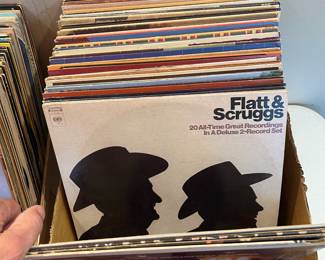 Flatt &
Scruggs
20 All-Time Great Recordings
In A Deluxe 2-Record Set